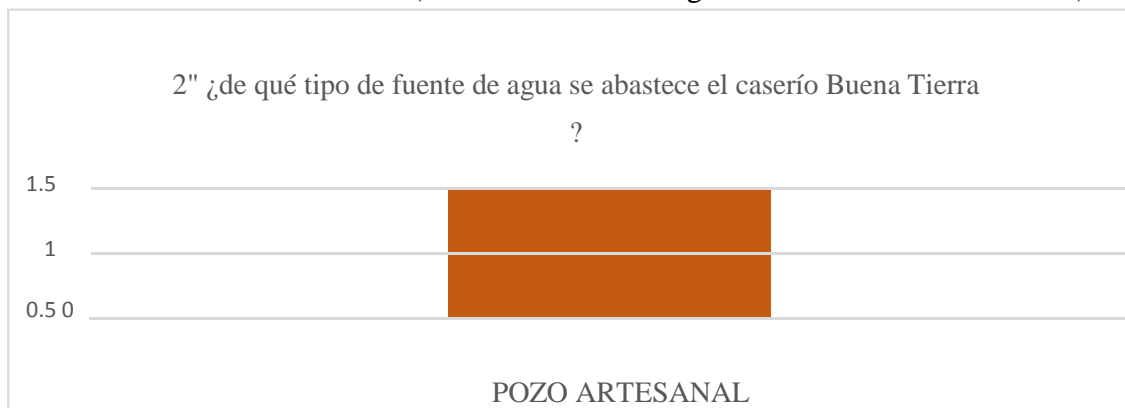 2" ¿de qué tipo de fuente de agua se abastece el caserío Buena Tierra
?
1.5
1
0.5 0
POZO ARTESANAL